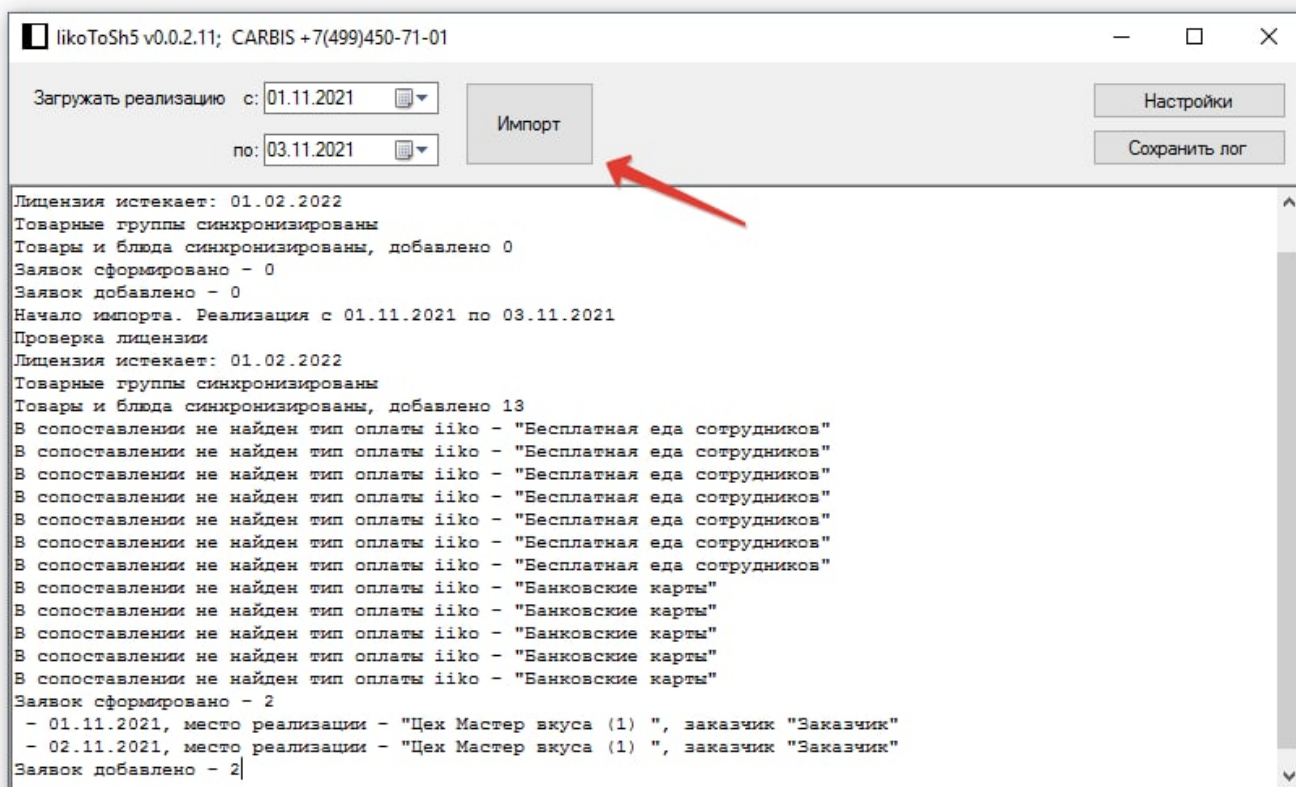 IikoToSh5 v0.0.2.11; CARBIS +7(499)450-71-01
Загружать реализацию с: 01.11.2021
по: 03.11.2021
Импорт
Настройки
Сохранить лог
Лицензия истекает: 01.02.2022
Товарные группы синхронизированы
Товары и блюда синхронизированы, добавлено 0
Заявок сформировано - 0
Заявок добавлено - 0
Начало импорта. Реализация с 01.11.2021 по 03.11.2021
Проверка лицензии
Лицензия истекает: 01.02.2022
Товарные группы синхронизированы
Товары и блюда синхронизированы, добавлено 13
В сопоставлении не найден тип оплаты iiko - "Бесплатная еда сотрудников"
В сопоставлении не найден тип оплаты iiko - "Бесплатная еда сотрудников"
В сопоставлении не найден тип оплаты iiko - "Бесплатная еда сотрудников"
В сопоставлении не найден тип оплаты iiko - "Бесплатная еда сотрудников"
В сопоставлении не найден тип оплаты iiko - "Бесплатная еда сотрудников"
В сопоставлении не найден тип оплаты iiko - "Бесплатная еда сотрудников"
В сопоставлении не найден тип оплаты iiko - "Бесплатная еда сотрудников"
В сопоставлении не найден тип оплаты iiko - "Банковские карты"
В сопоставлении не найден тип оплаты iiko - "Банковские карты"
В сопоставлении не найден тип оплаты iiko - "Банковские карты"
В сопоставлении не найден тип оплаты iiko - "Банковские карты"
В сопоставлении не найден тип оплаты iiko - "Банковские карты"
Заявок сформировано - 2
- 01.11.2021, место реализации - "Цех Мастер вкуса (1) ", заказчик "Заказчик"
- 02.11.2021, место реализации - "Цех Мастер вкуса (1) ", заказчик "Заказчик"
Заявок добавлено - 2